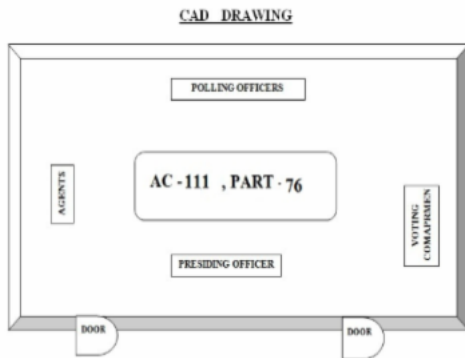 CAD DRAWING
POLLING OFFICERS
AGENTS
AC -111 , PART - 76
VOTING
COMAPRMEN
PRESIDING OFFICER
DOOR
DOOR